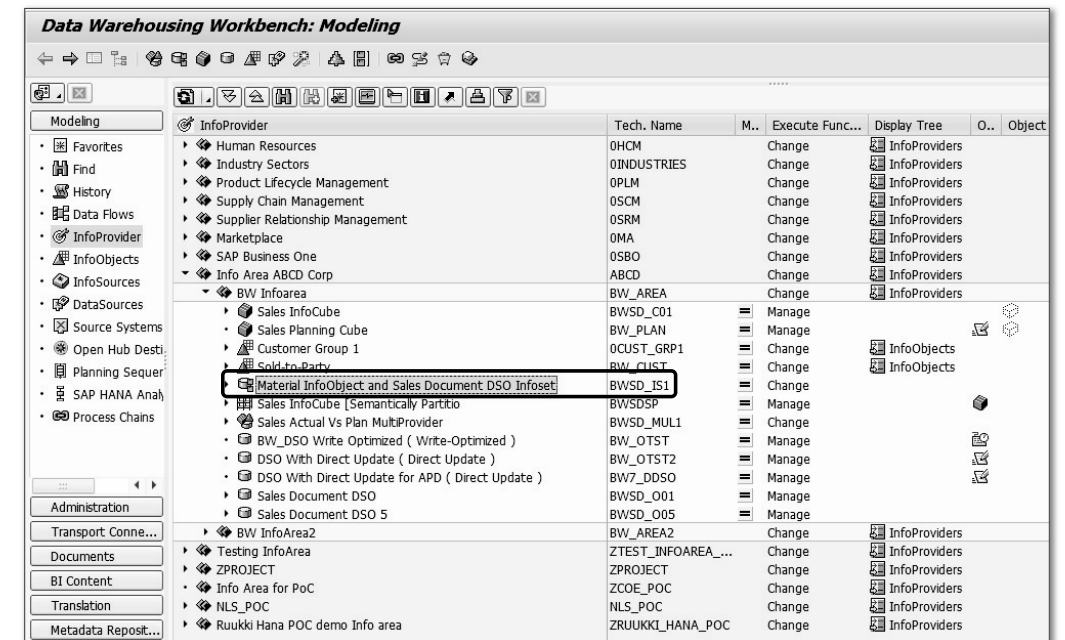 Data Warehousing Workbench: Modeling
Modeling
Favorites
Find
History
Data Flows
InfoProvider
InfoObjects
InfoSources
DataSources
Source Systems
Open Hub Desti
Planning Sequer
SAP HANA Analy
Process Chains
Administration
Transport Conne...
Documents
BI Content
Translation
Metadata Reposit...
InfoProvider Tech. Name M.. Execute Func... Display Tree O.. Object
Human Resources 0HCM Change InfoProviders
Industry Sectors 0INDUSTRIES Change InfoProviders
Product Lifecycle Management 0PLM Change InfoProviders
Supply Chain Management 0SCM Change InfoProviders
Supplier Relationship Management 0SRM Change InfoProviders
Marketplace 0MA Change InfoProviders
SAP Business One 0SBO Change InfoProviders
Info Area ABCD Corp ABCD Change InfoProviders
BW Infoarea BW_AREA Change InfoProviders
Sales InfoCube BWSD_C01 = Manage
Sales Planning Cube BW_PLAN = Manage
Customer Group 1 0CUST_GRP1 = Change InfoObjects
Sold-to-Party BW_CUST = Change InfoObjects
Material InfoObject and Sales Document DSO Infoset BWSD_IS1 = Change
Sales InfoCube [Semantically Partitio BWSDSP = Manage
Sales Actual Vs Plan MultiProvider BWSD_MUL1 = Change
BW_DSO Write Optimized ( Write-Optimized ) BW_OTST = Manage
DSO With Direct Update ( Direct Update ) BW_OTST2 = Manage
DSO With Direct Update for APD ( Direct Update ) BW7_DDSO = Manage
Sales Document DSO BWSD_O01 = Manage
Sales Document DSO 5 BWSD_O05 = Manage
BW InfoArea2 BW_AREA2 Change InfoProviders
Testing InfoArea ZTEST_INFOAREA_... Change InfoProviders
ZPROJECT ZPROJECT Change InfoProviders
Info Area for PoC ZCOE_POC Change InfoProviders
NLS_POC NLS_POC Change InfoProviders
Ruukki Hana POC demo Info area ZRUUKKI_HANA_POC Change InfoProviders